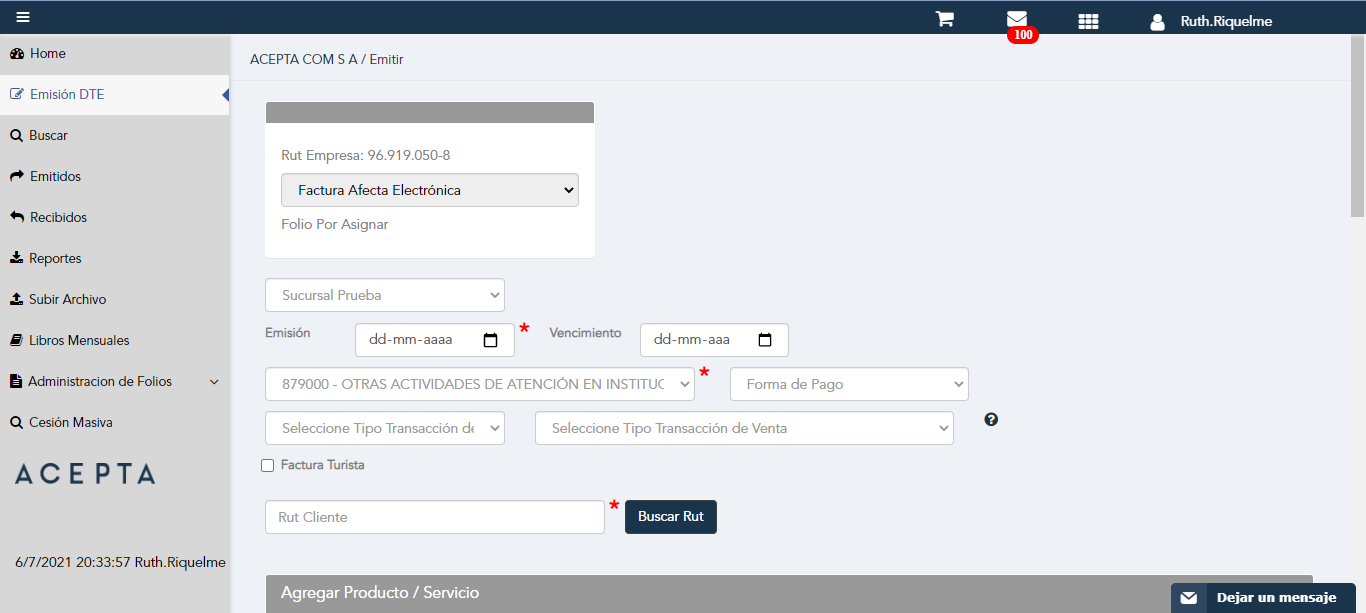 Ruth.Riquelme
100
Home
Emisión DTE
Buscar
Emitidos
Recibidos
Reportes
Subir Archivo
Libros Mensuales
Administracion de Folios
Cesión Masiva
ACEPTA
6/7/2021 20:33:57 Ruth.Riquelme
ACEPTA COM S A / Emitir
Rut Empresa: 96.919.050-8
Factura Afecta Electrónica
Folio Por Asignar
Sucursal Prueba
Emisión dd-mm-aaaa * Vencimiento dd-mm-aaa
879000 - OTRAS ACTIVIDADES DE ATENCIÓN EN INSTITUC * Forma de Pago
Seleccione Tipo Transacción de Seleccione Tipo Transacción de Venta ?
Factura Turista
Rut Cliente * Buscar Rut
Agregar Producto / Servicio
Dejar un mensaje